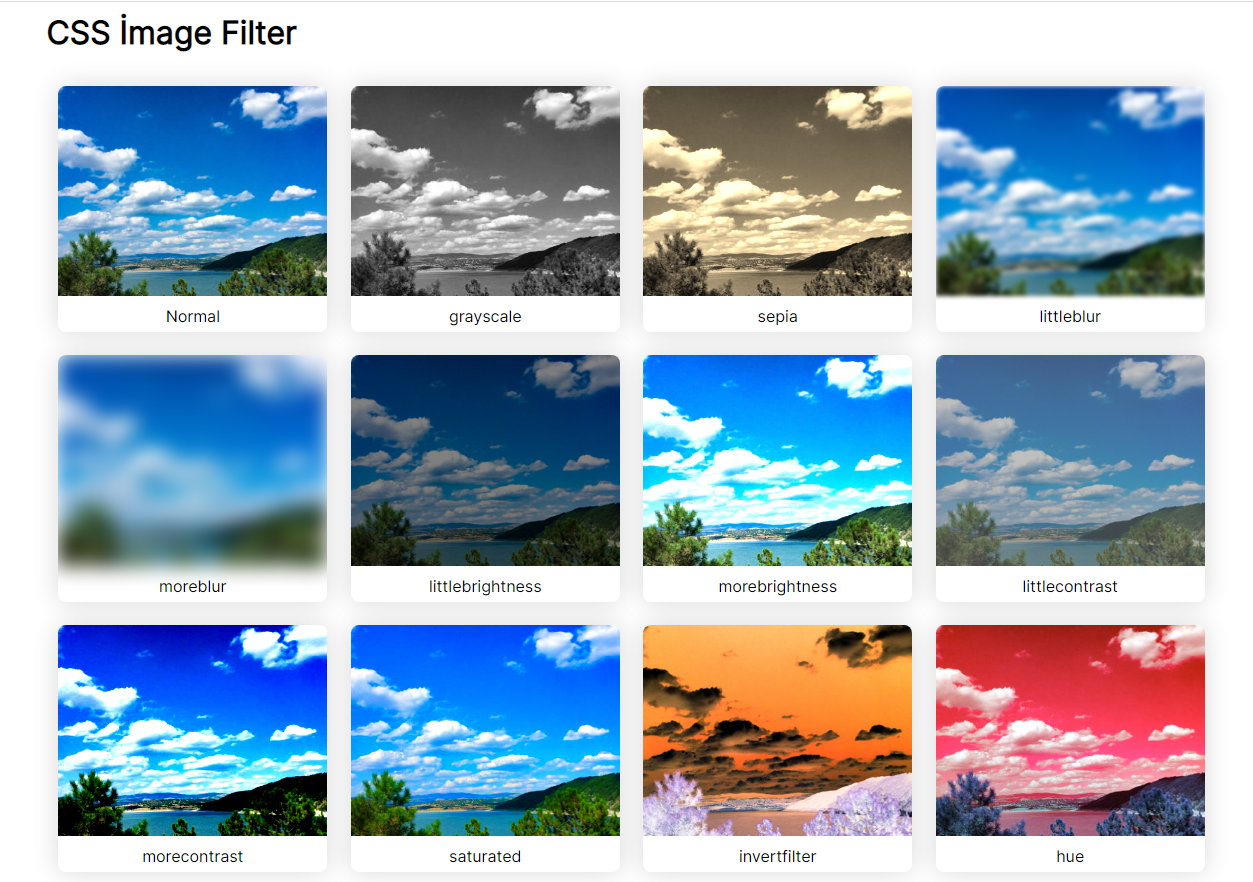 CSS İmage Filter
Normal
grayscale
sepia
littleblur
moreblur
littlebrightness
morebrightness
littlecontrast
morecontrast
saturated
invertfilter
hue